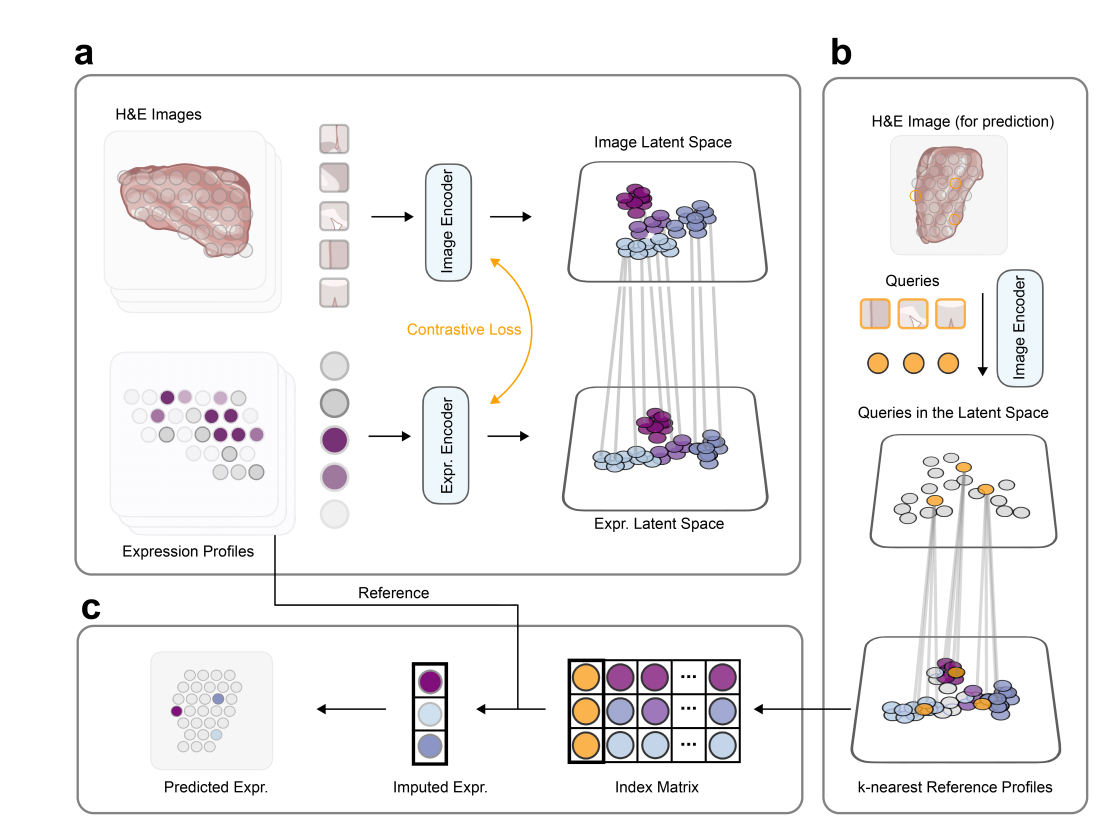 a
H&E Images
Image Encoder
Image Latent Space
Contrastive Loss
Expr. Encoder
Expression Profiles
Expr. Latent Space
b
H&E Image (for prediction)
Queries
Image Encoder
Queries in the Latent Space
k-nearest Reference Profiles
Reference
c
...
...
...
Predicted Expr.
Imputed Expr.
Index Matrix